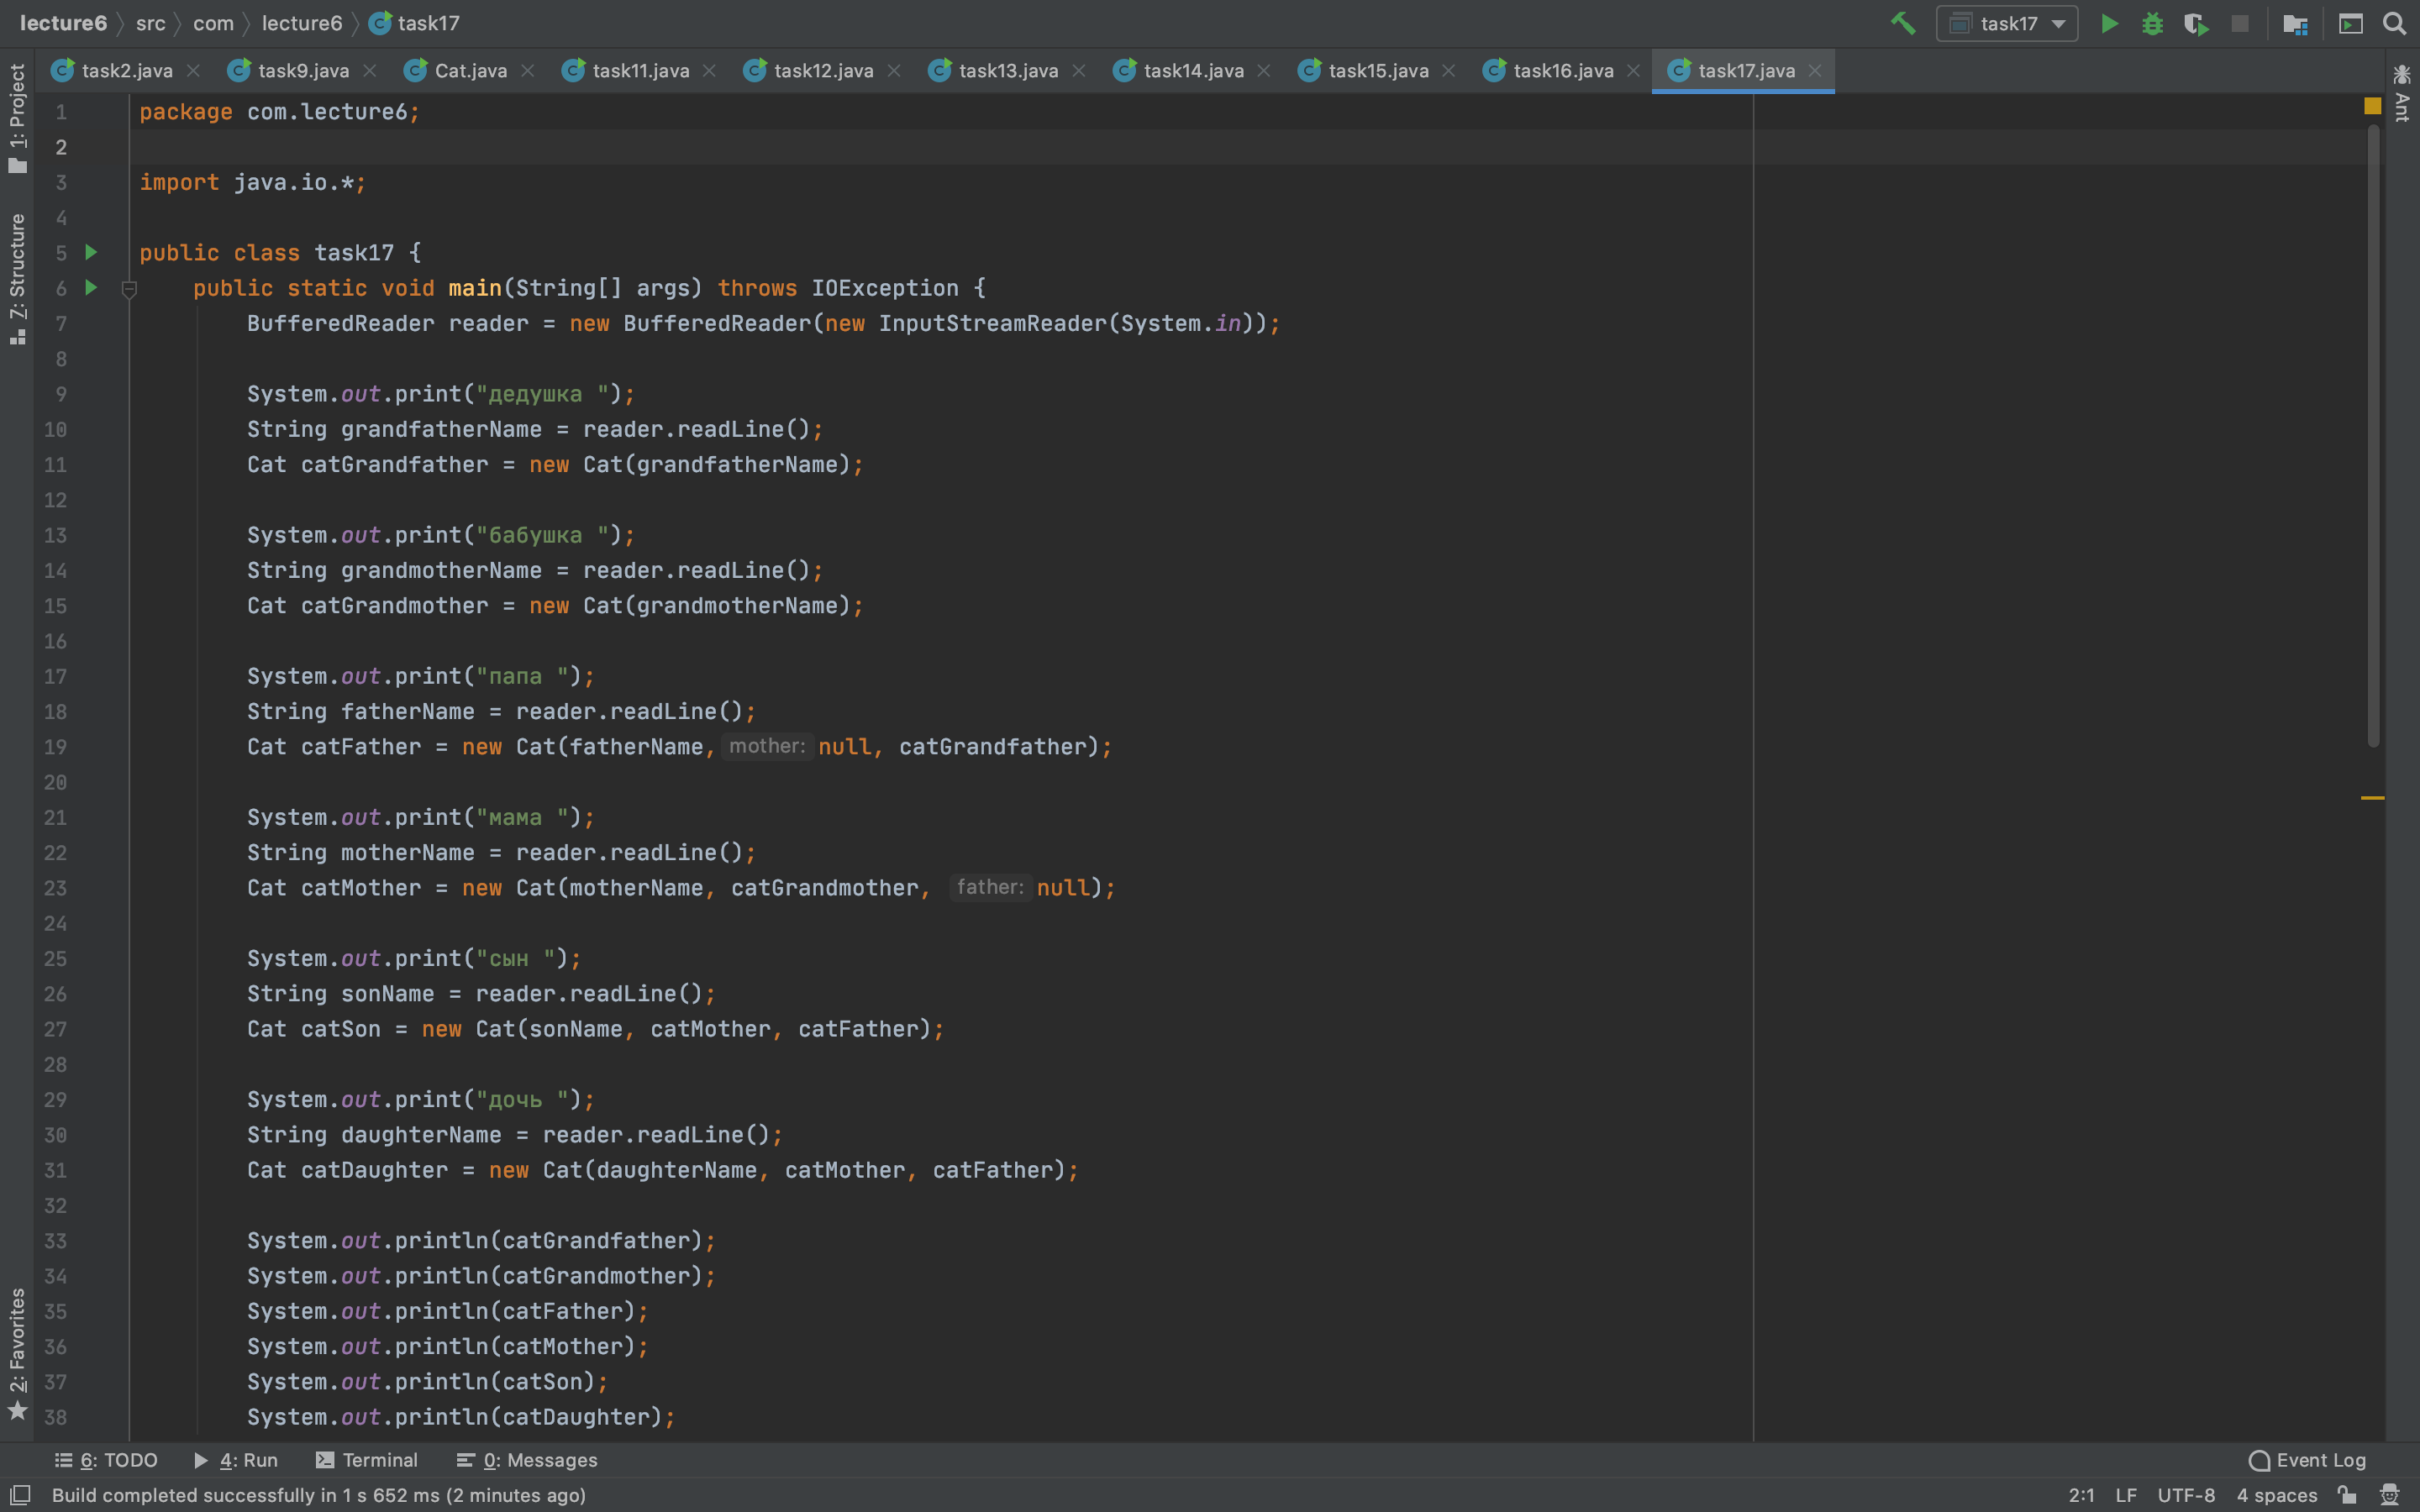 lecture6 src com lecture6 task17
task17
task2.java task9.java Cat.java task11.java task12.java task13.java task14.java task15.java task16.java task17.java
1: Project
7: Structure
2: Favorites
Ant
1 package com.lecture6;
2
3 import java.io.*;
4
5 public class task17 {
6     public static void main(String[] args) throws IOException {
7         BufferedReader reader = new BufferedReader(new InputStreamReader(System.in));
8
9         System.out.print("дедушка ");
10         String grandfatherName = reader.readLine();
11         Cat catGrandfather = new Cat(grandfatherName);
12
13         System.out.print("бабушка ");
14         String grandmotherName = reader.readLine();
15         Cat catGrandmother = new Cat(grandmotherName);
16
17         System.out.print("папа ");
18         String fatherName = reader.readLine();
19         Cat catFather = new Cat(fatherName, mother: null, catGrandfather);
20
21         System.out.print("мама ");
22         String motherName = reader.readLine();
23         Cat catMother = new Cat(motherName, catGrandmother, father: null);
24
25         System.out.print("сын ");
26         String sonName = reader.readLine();
27         Cat catSon = new Cat(sonName, catMother, catFather);
28
29         System.out.print("дочь ");
30         String daughterName = reader.readLine();
31         Cat catDaughter = new Cat(daughterName, catMother, catFather);
32
33         System.out.println(catGrandfather);
34         System.out.println(catGrandmother);
35         System.out.println(catFather);
36         System.out.println(catMother);
37         System.out.println(catSon);
38         System.out.println(catDaughter);
6: TODO 4: Run Terminal 0: Messages Event Log
Build completed successfully in 1 s 652 ms (2 minutes ago) 2:1 LF UTF-8 4 spaces